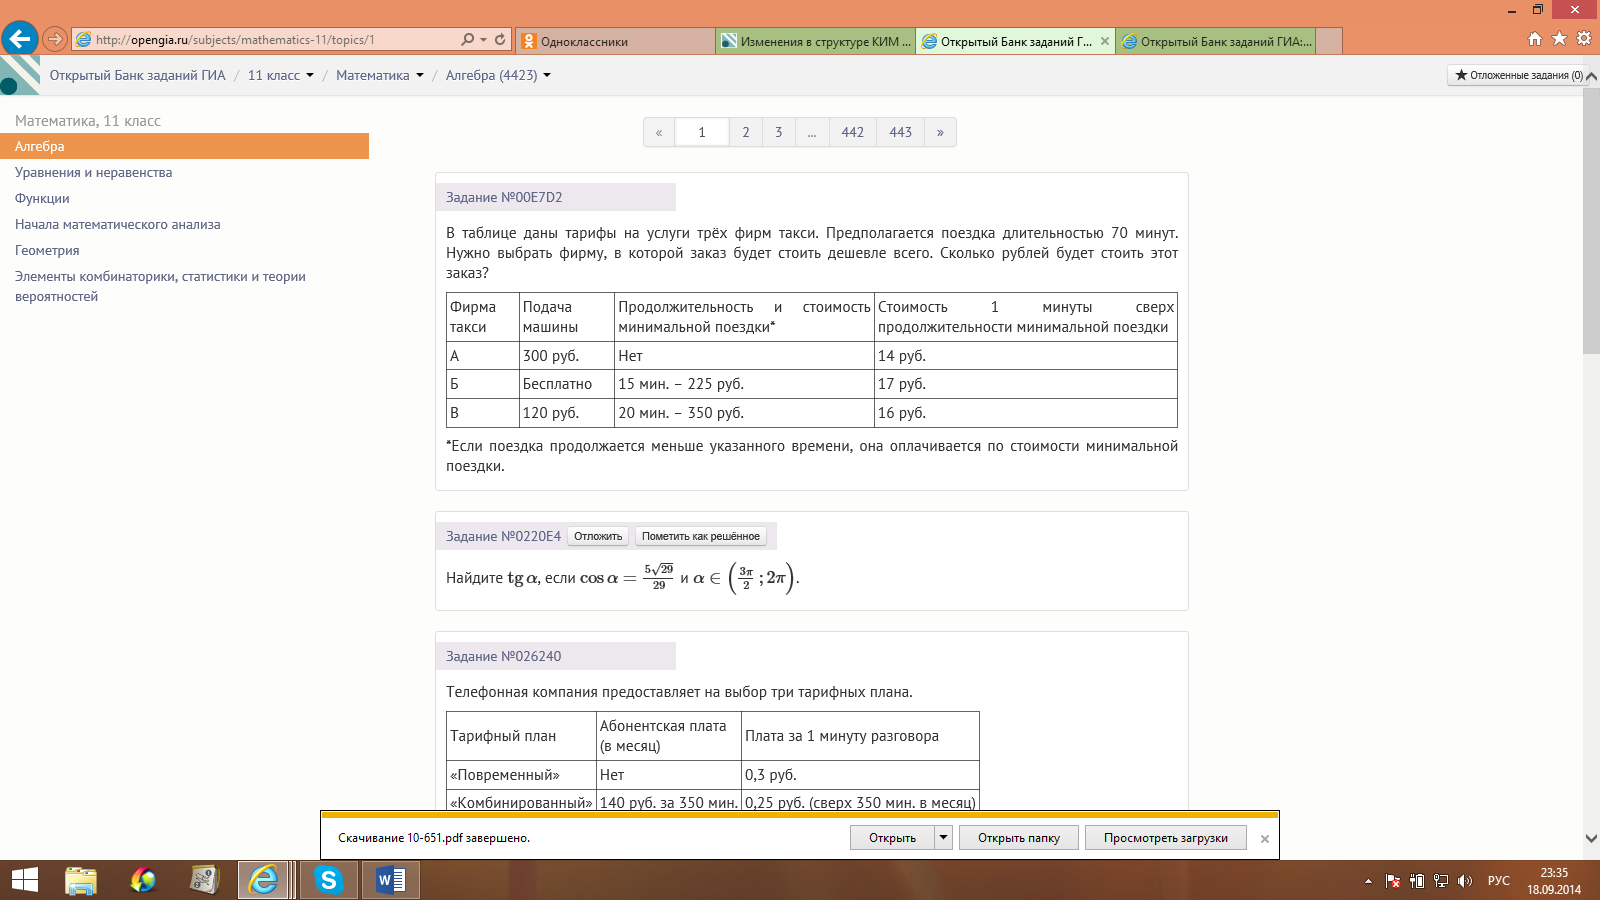 http://opengia.ru/subjects/mathematics-11/topics/1
Одноклассники
Изменения в структуре КИМ ...
Открытый Банк заданий Г...
Открытый Банк заданий ГИА:...
Открытый Банк заданий ГИА / 11 класс / Математика / Алгебра (4423)
★ Отложенные задания (0)
Математика, 11 класс
Алгебра
Уравнения и неравенства
Функции
Начала математического анализа
Геометрия
Элементы комбинаторики, статистики и теории
вероятностей
« 1 2 3 ... 442 443 »
Задание №00E7D2
В таблице даны тарифы на услуги трёх фирм такси. Предполагается поездка длительностью 70 минут.
Нужно выбрать фирму, в которой заказ будет стоить дешевле всего. Сколько рублей будет стоить этот
заказ?
Фирма такси | Подача машины | Продолжительность и стоимость минимальной поездки* | Стоимость 1 минуты сверх продолжительности минимальной поездки
А | 300 руб. | Нет | 14 руб.
Б | Бесплатно | 15 мин. – 225 руб. | 17 руб.
В | 120 руб. | 20 мин. – 350 руб. | 16 руб.
*Если поездка продолжается меньше указанного времени, она оплачивается по стоимости минимальной
поездки.
Задание №0220E4 Отложить Пометить как решённое
Найдите tg α, если cos α = 5√29/29 и α ∈ (3π/2 ; 2π).
Задание №026240
Телефонная компания предоставляет на выбор три тарифных плана.
Тарифный план | Абонентская плата (в месяц) | Плата за 1 минуту разговора
«Повременный» | Нет | 0,3 руб.
«Комбинированный» | 140 руб. за 350 мин. | 0,25 руб. (сверх 350 мин. в месяц)
Скачивание 10-651.pdf завершено.
Открыть
Открыть папку
Просмотреть загрузки
РУС
23:35
18.09.2014